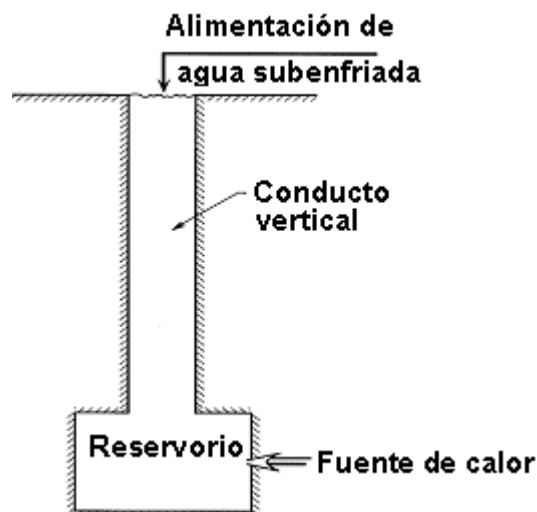 Alimentación de
agua subenfriada
Conducto
vertical
Reservorio
Fuente de calor